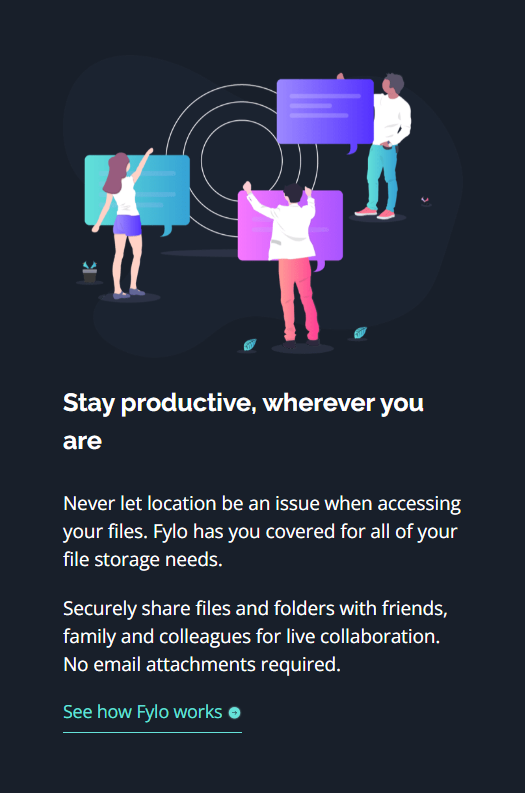 Stay productive, wherever you
are
Never let location be an issue when accessing
your files. Fylo has you covered for all of your
file storage needs.
Securely share files and folders with friends,
family and colleagues for live collaboration.
No email attachments required.
See how Fylo works